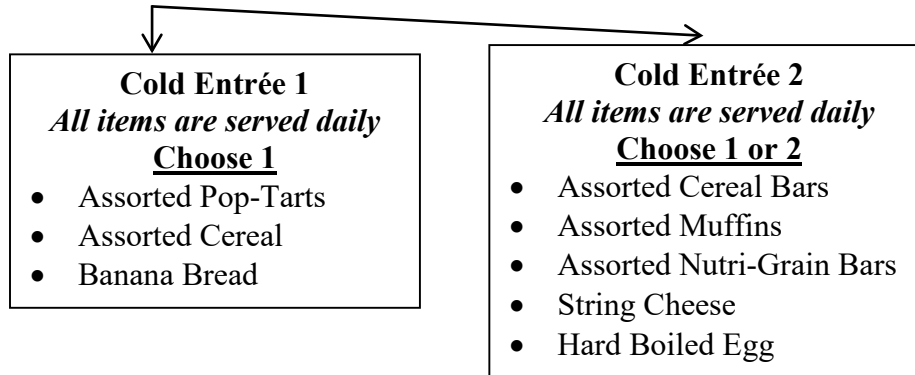 Cold Entrée 1
All items are served daily
Choose 1
• Assorted Pop-Tarts
• Assorted Cereal
• Banana Bread
Cold Entrée 2
All items are served daily
Choose 1 or 2
• Assorted Cereal Bars
• Assorted Muffins
• Assorted Nutri-Grain Bars
• String Cheese
• Hard Boiled Egg